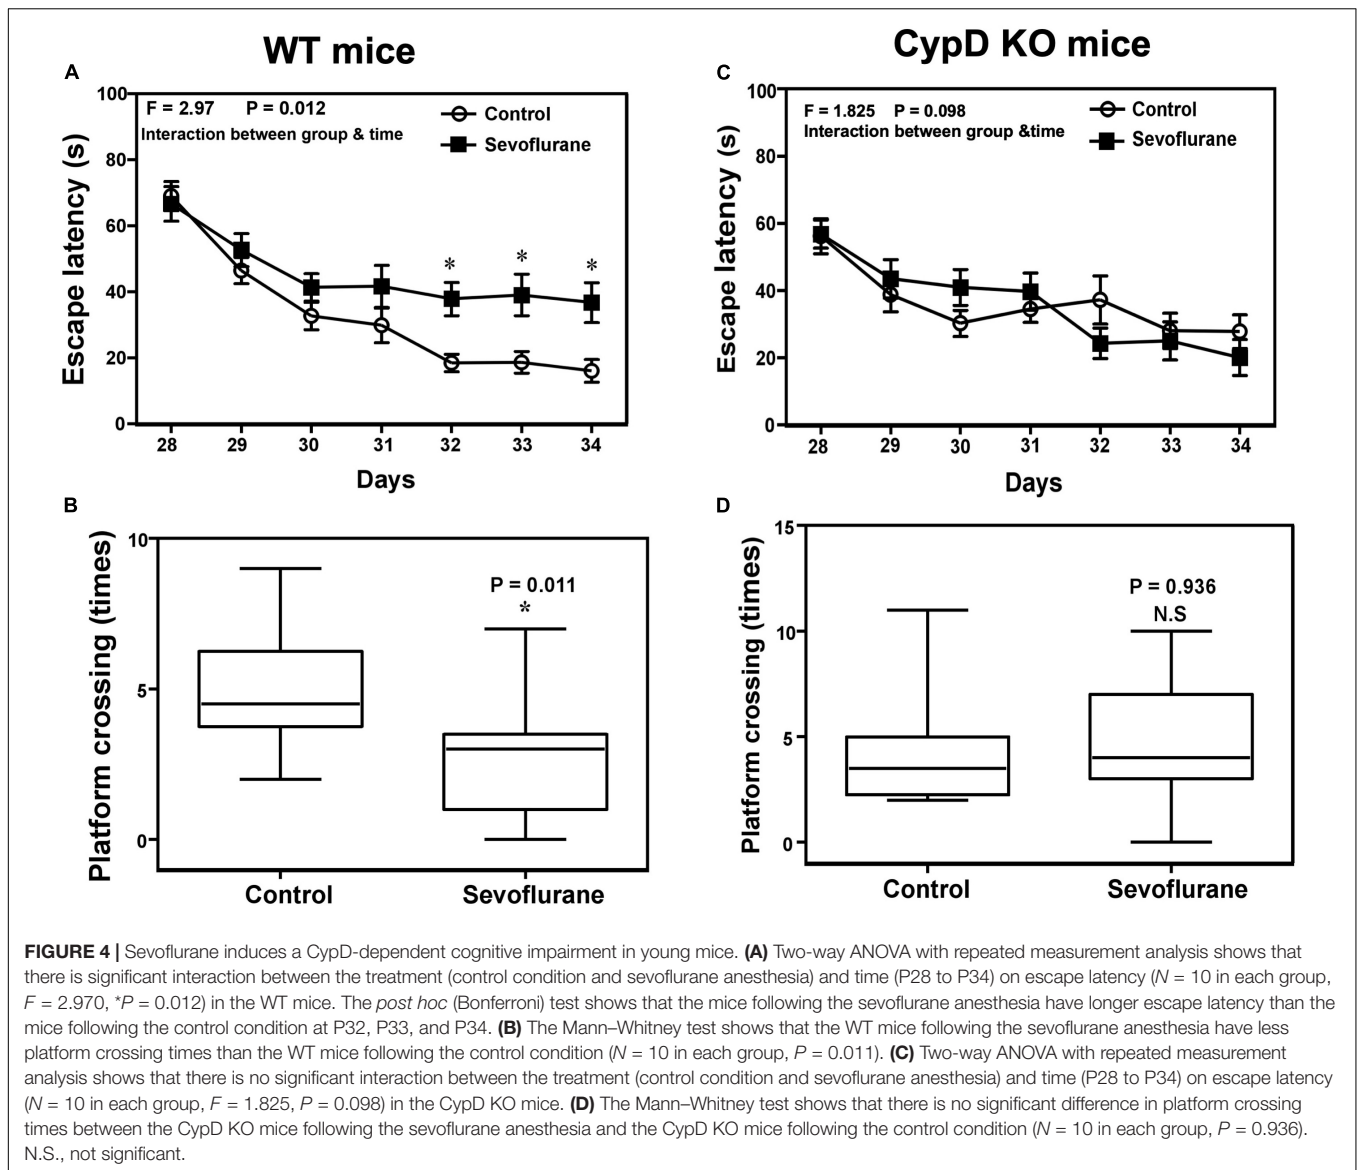 WT mice
CypD KO mice
A
F = 2.97 P = 0.012
Interaction between group & time
Control
Sevoflurane
Escape latency (s)
100
80
60
40
20
0
28 29 30 31 32 33 34
Days
* * *
C
F = 1.825 P = 0.098
Interaction between group &time
Control
Sevoflurane
Escape latency (s)
100
80
60
40
20
0
28 29 30 31 32 33 34
Days
B
Platform crossing (times)
10
5
0
P = 0.011
*
Control Sevoflurane
D
Platform crossing (times)
15
10
5
0
P = 0.936
N.S
Control Sevoflurane
FIGURE 4 | Sevoflurane induces a CypD-dependent cognitive impairment in young mice. (A) Two-way ANOVA with repeated measurement analysis shows that
there is significant interaction between the treatment (control condition and sevoflurane anesthesia) and time (P28 to P34) on escape latency (N = 10 in each group,
F = 2.970, *P = 0.012) in the WT mice. The post hoc (Bonferroni) test shows that the mice following the sevoflurane anesthesia have longer escape latency than the
mice following the control condition at P32, P33, and P34. (B) The Mann–Whitney test shows that the WT mice following the sevoflurane anesthesia have less
platform crossing times than the WT mice following the control condition (N = 10 in each group, P = 0.011). (C) Two-way ANOVA with repeated measurement
analysis shows that there is no significant interaction between the treatment (control condition and sevoflurane anesthesia) and time (P28 to P34) on escape latency
(N = 10 in each group, F = 1.825, P = 0.098) in the CypD KO mice. (D) The Mann–Whitney test shows that there is no significant difference in platform crossing
times between the CypD KO mice following the sevoflurane anesthesia and the CypD KO mice following the control condition (N = 10 in each group, P = 0.936).
N.S., not significant.